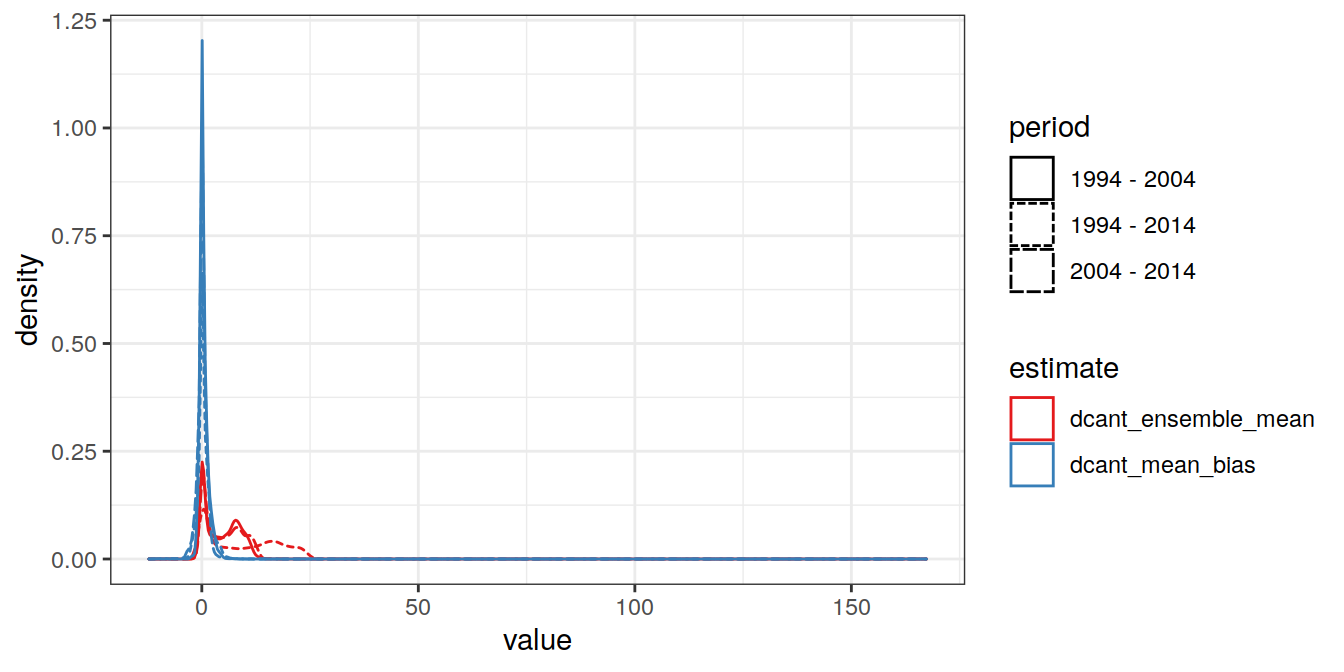 1.25
1.00
0.75
0.50
0.25
0.00
density
0 50 100 150
value
period
1994 - 2004
1994 - 2014
2004 - 2014
estimate
dcant_ensemble_mean
dcant_mean_bias